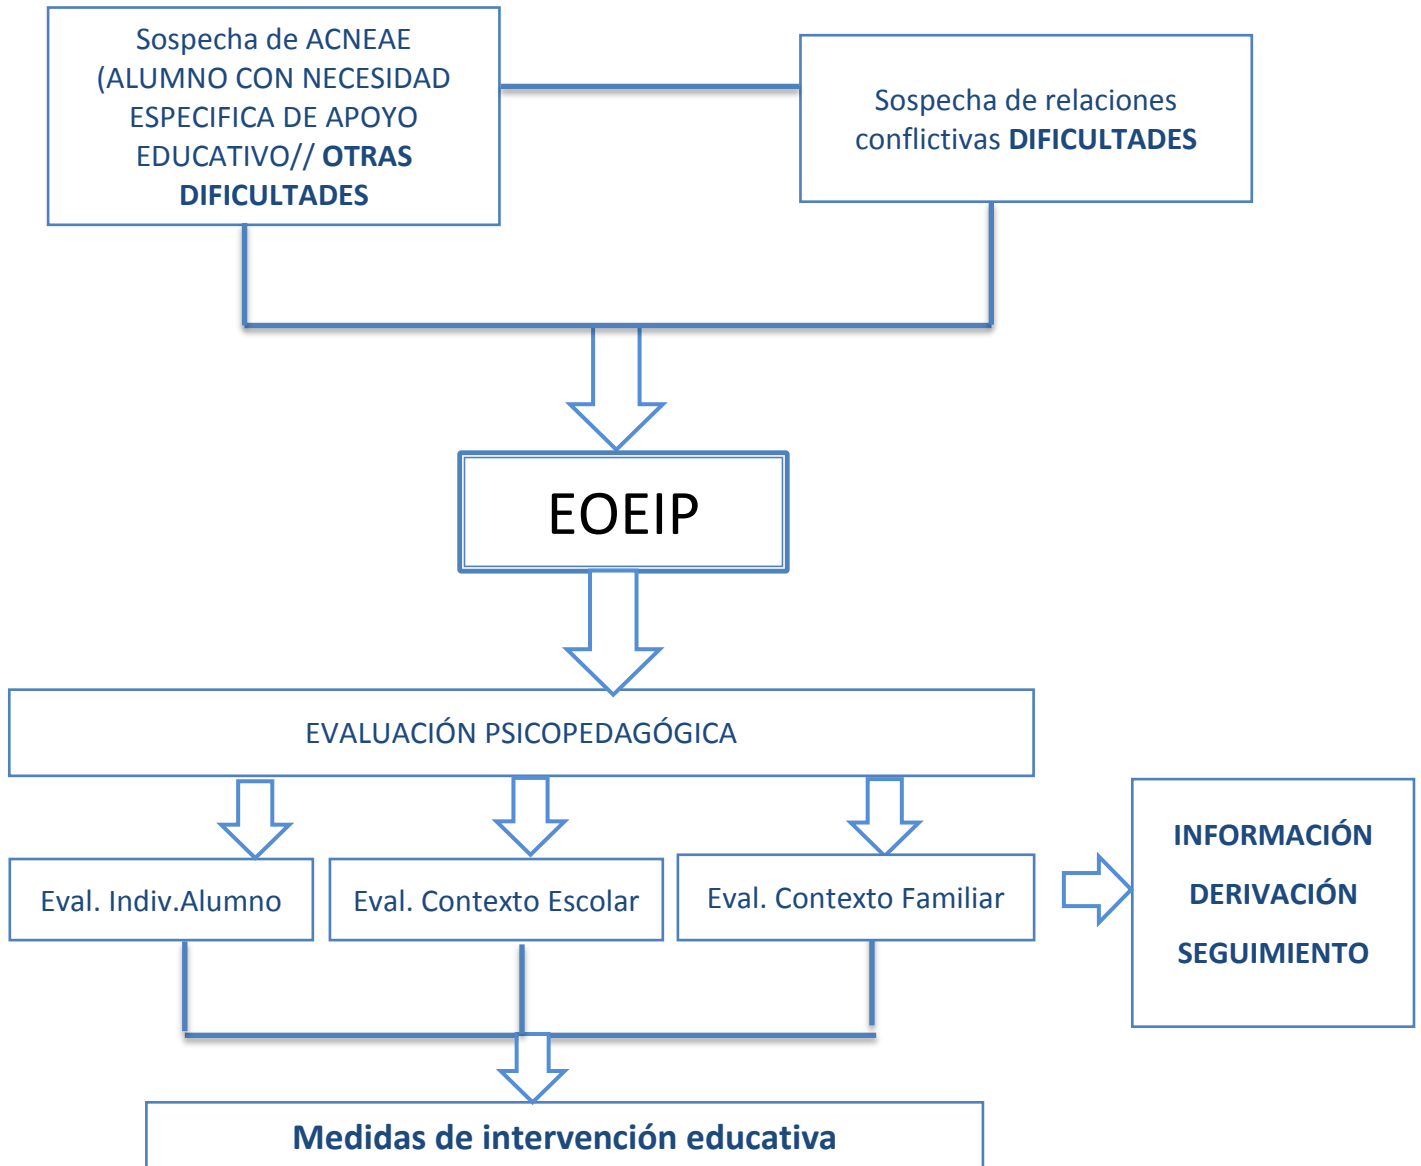 Sospecha de ACNEAE
(ALUMNO CON NECESIDAD
ESPECIFICA DE APOYO
EDUCATIVO// OTRAS
DIFICULTADES
Sospecha de relaciones
conflictivas DIFICULTADES
EOEIP
EVALUACIÓN PSICOPEDAGÓGICA
Eval. Indiv.Alumno
Eval. Contexto Escolar
Eval. Contexto Familiar
INFORMACIÓN
DERIVACIÓN
SEGUIMIENTO
Medidas de intervención educativa